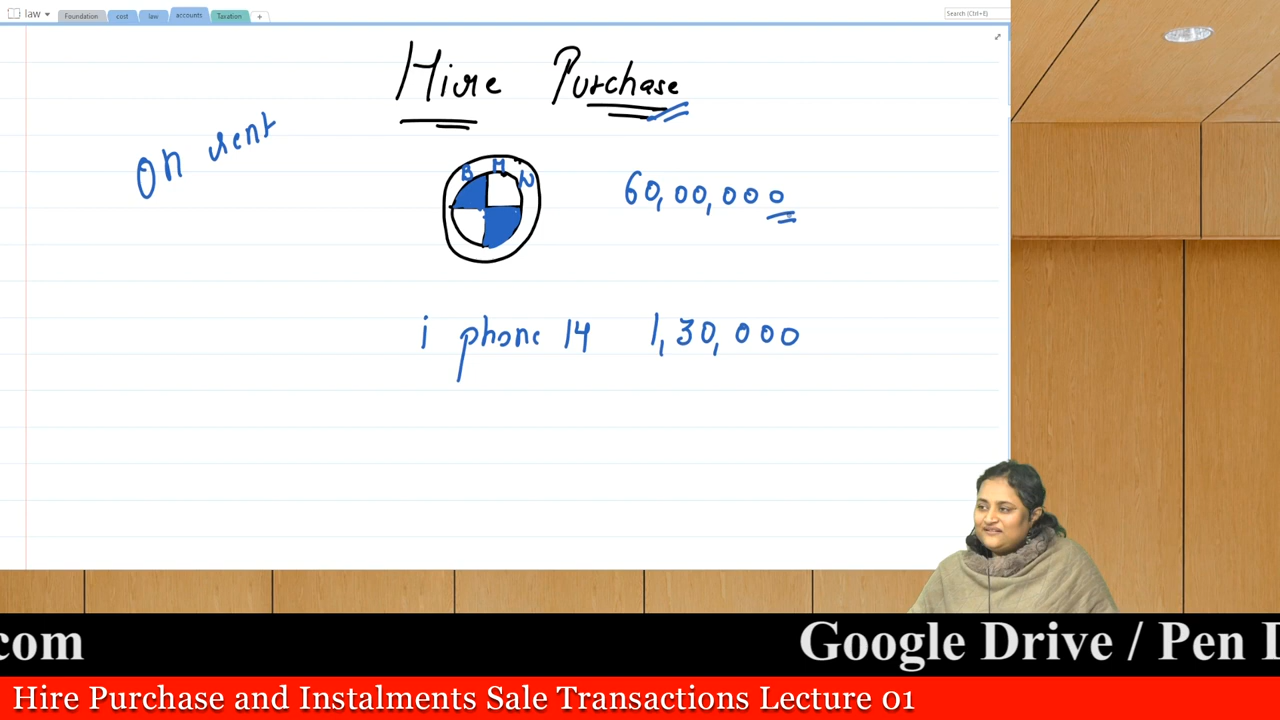 law
Foundation cost law accounts Taxation +
Search (Ctrl+E)
Hire Purchase
On rent
B M W
60,00,000
i phone 14 1,30,000
com Google Drive / Pen D
Hire Purchase and Instalments Sale Transactions Lecture 01